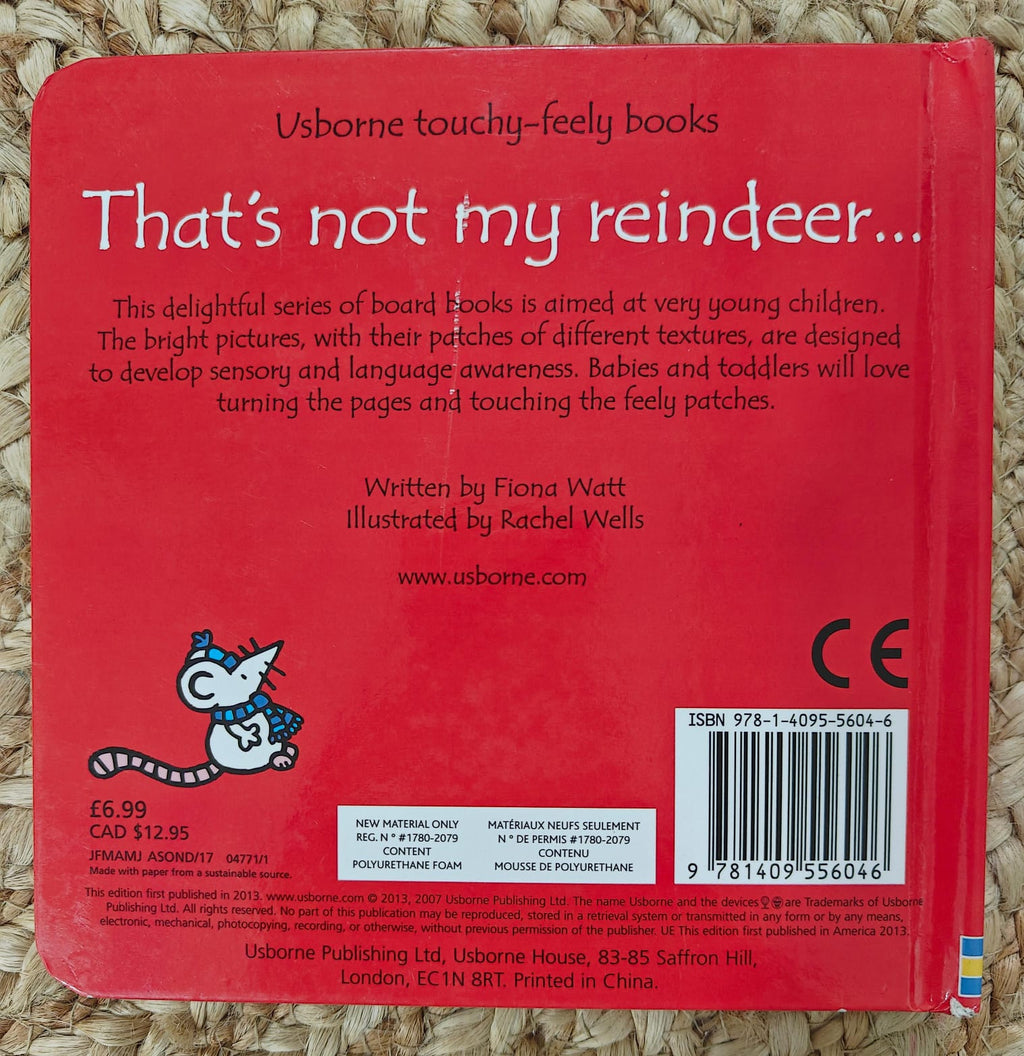 Usborne touchy-feely books
That's not my reindeer...
This delightful series of board books is aimed at very young children.
The bright pictures, with their patches of different textures, are designed
to develop sensory and language awareness. Babies and toddlers will love
turning the pages and touching the feely patches.
Written by Fiona Watt
Illustrated by Rachel Wells
www.usborne.com
CE
ISBN 978-1-4095-5604-6
9 781409 556046
£6.99
CAD $12.95
JFMAMJ ASOND/17 04771/1
Made with paper from a sustainable source.
NEW MATERIAL ONLY
REG. N° #1780-2079
CONTENT
POLYURETHANE FOAM
MATÉRIAUX NEUFS SEULEMENT
N° DE PERMIS #1780-2079
CONTENU
MOUSSE DE POLYURETHANE
This edition first published in 2013. www.usborne.com © 2013, 2007 Usborne Publishing Ltd. The name Usborne and the devices are Trademarks of Usborne
Publishing Ltd. All rights reserved. No part of this publication may be reproduced, stored in a retrieval system or transmitted in any form or by any means,
electronic, mechanical, photocopying, recording, or otherwise, without previous permission of the publisher. UE This edition first published in America 2013.
Usborne Publishing Ltd, Usborne House, 83-85 Saffron Hill,
London, EC1N 8RT. Printed in China.